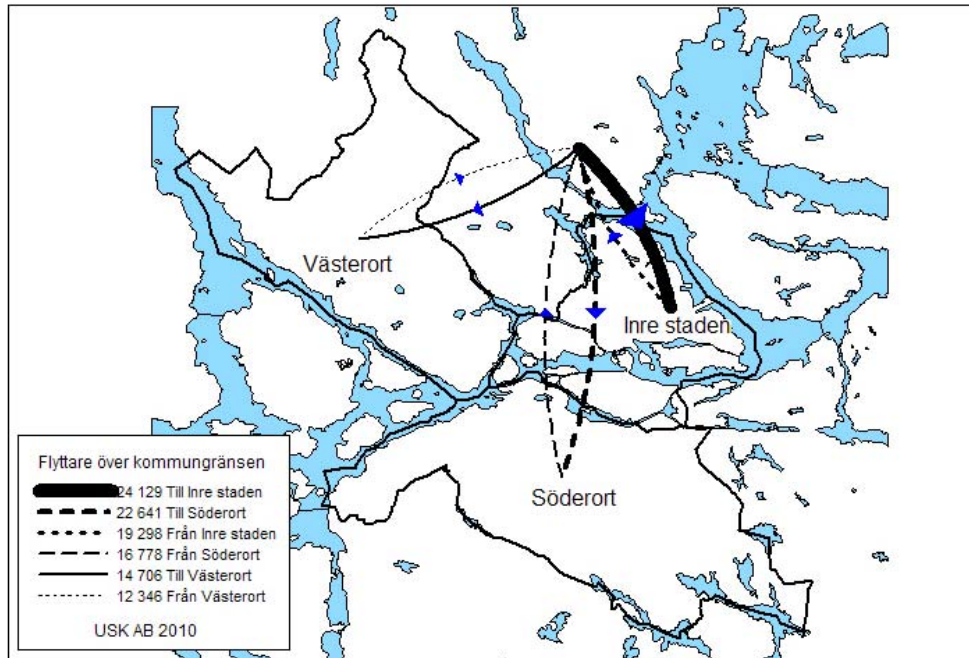 Västerort
Inre staden
Söderort
Flyttare över kommungränsen
24 129 Till Inre staden
22 641 Till Söderort
19 298 Från Inre staden
16 778 Från Söderort
14 706 Till Västerort
12 346 Från Västerort
USK AB 2010